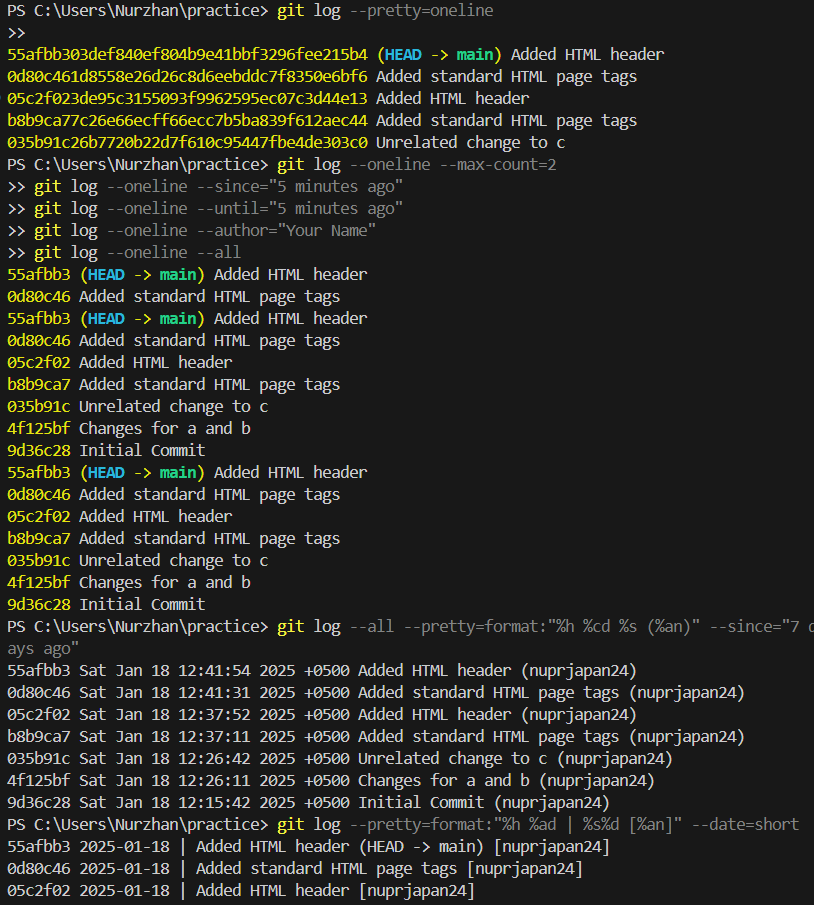 PS C:\Users\Nurzhan\practice> git log --pretty=oneline
>>
55afbb303def840ef804b9e41bbf3296fee215b4 (HEAD -> main) Added HTML header
0d80c461d8558e26d26c8d6eebddc7f8350e6bf6 Added standard HTML page tags
05c2f023de95c3155093f9962595ec07c3d44e13 Added HTML header
b8b9ca77c26e66ecff66ecc7b5ba839f612aec44 Added standard HTML page tags
035b91c26b7720b22d7f610c95447fbe4de303c0 Unrelated change to c
PS C:\Users\Nurzhan\practice> git log --oneline --max-count=2
>> git log --oneline --since="5 minutes ago"
>> git log --oneline --until="5 minutes ago"
>> git log --oneline --author="Your Name"
>> git log --oneline --all
55afbb3 (HEAD -> main) Added HTML header
0d80c46 Added standard HTML page tags
55afbb3 (HEAD -> main) Added HTML header
0d80c46 Added standard HTML page tags
05c2f02 Added HTML header
b8b9ca7 Added standard HTML page tags
035b91c Unrelated change to c
4f125bf Changes for a and b
9d36c28 Initial Commit
55afbb3 (HEAD -> main) Added HTML header
0d80c46 Added standard HTML page tags
05c2f02 Added HTML header
b8b9ca7 Added standard HTML page tags
035b91c Unrelated change to c
4f125bf Changes for a and b
9d36c28 Initial Commit
PS C:\Users\Nurzhan\practice> git log --all --pretty=format:"%h %cd %s (%an)" --since="7 d
ays ago"
55afbb3 Sat Jan 18 12:41:54 2025 +0500 Added HTML header (nuprjapan24)
0d80c46 Sat Jan 18 12:41:31 2025 +0500 Added standard HTML page tags (nuprjapan24)
05c2f02 Sat Jan 18 12:37:52 2025 +0500 Added HTML header (nuprjapan24)
b8b9ca7 Sat Jan 18 12:37:11 2025 +0500 Added standard HTML page tags (nuprjapan24)
035b91c Sat Jan 18 12:26:42 2025 +0500 Unrelated change to c (nuprjapan24)
4f125bf Sat Jan 18 12:26:11 2025 +0500 Changes for a and b (nuprjapan24)
9d36c28 Sat Jan 18 12:15:42 2025 +0500 Initial Commit (nuprjapan24)
PS C:\Users\Nurzhan\practice> git log --pretty=format:"%h %ad | %s%d [%an]" --date=short
55afbb3 2025-01-18 | Added HTML header (HEAD -> main) [nuprjapan24]
0d80c46 2025-01-18 | Added standard HTML page tags [nuprjapan24]
05c2f02 2025-01-18 | Added HTML header [nuprjapan24]